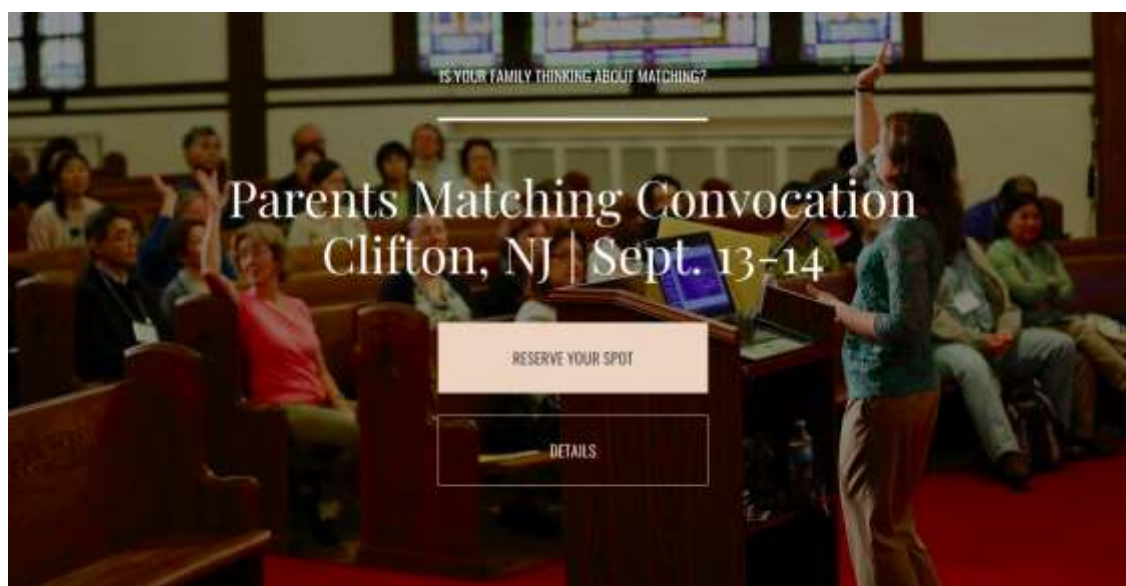 IS YOUR FAMILY THINKING ABOUT MATCHING?
Parents Matching Convocation
Clifton, NJ | Sept. 13-14
RESERVE YOUR SPOT
DETAILS